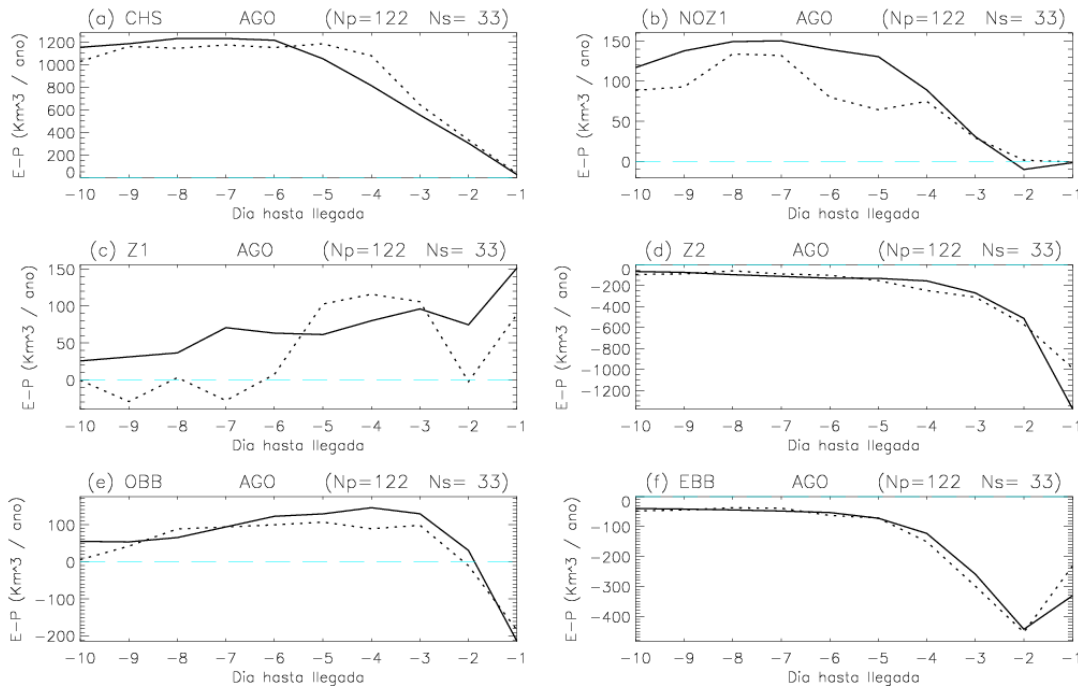 (a) CHS AGO (Np=122 Ns= 33)
E-P (Km^3 / ano)
1200
1000
800
600
400
200
0
-10 -9 -8 -7 -6 -5 -4 -3 -2 -1
Dia hasta llegada
(b) NOZ1 AGO (Np=122 Ns= 33)
E-P (Km^3 / ano)
150
100
50
0
-10 -9 -8 -7 -6 -5 -4 -3 -2 -1
Dia hasta llegada
(c) Z1 AGO (Np=122 Ns= 33)
E-P (Km^3 / ano)
150
100
50
0
-10 -9 -8 -7 -6 -5 -4 -3 -2 -1
Dia hasta llegada
(d) Z2 AGO (Np=122 Ns= 33)
E-P (Km^3 / ano)
0
-200
-400
-600
-800
-1000
-1200
-10 -9 -8 -7 -6 -5 -4 -3 -2 -1
Dia hasta llegada
(e) OBB AGO (Np=122 Ns= 33)
E-P (Km^3 / ano)
100
0
-100
-200
-10 -9 -8 -7 -6 -5 -4 -3 -2 -1
Dia hasta llegada
(f) EBB AGO (Np=122 Ns= 33)
E-P (Km^3 / ano)
0
-100
-200
-300
-400
-10 -9 -8 -7 -6 -5 -4 -3 -2 -1
Dia hasta llegada